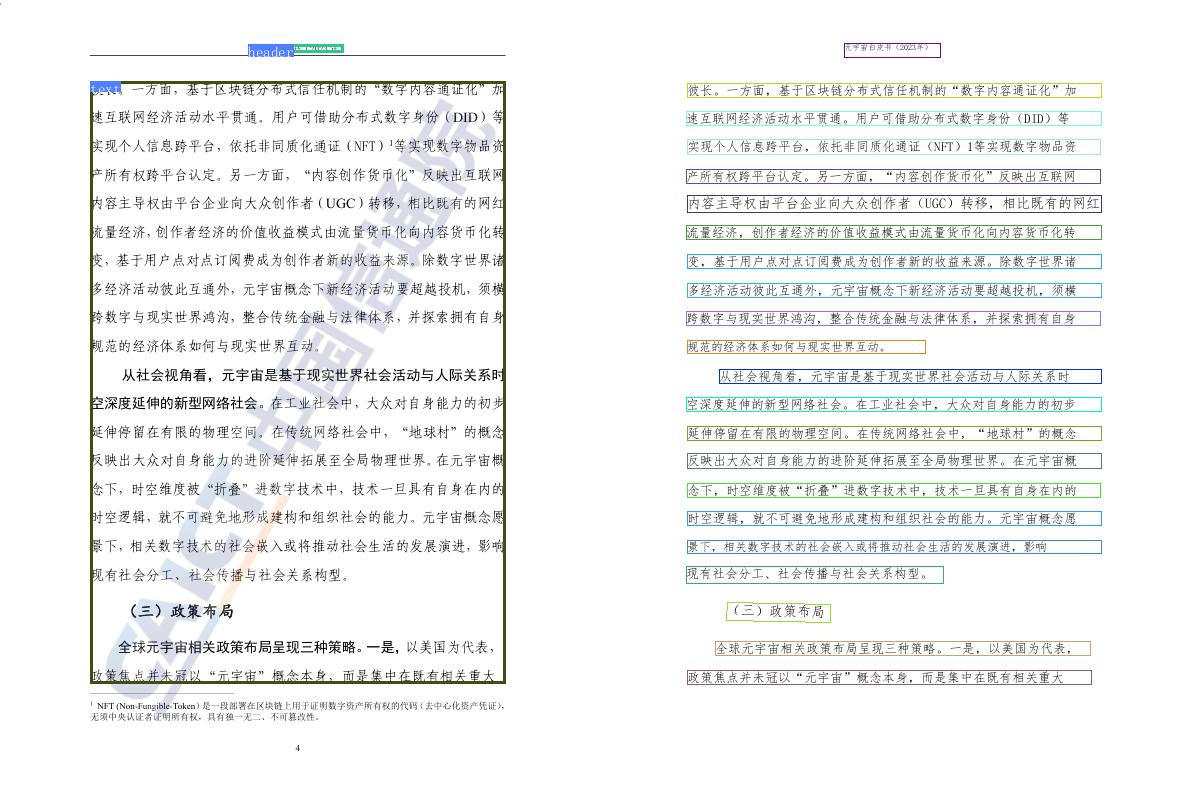 header
text
一方面，基于区块链分布式信任机制的“数字内容通证化”加
速互联网经济活动水平贯通。用户可借助分布式数字身份（DID）等
实现个人信息跨平台，依托非同质化通证（NFT）¹等实现数字物品资
产所有权跨平台认定。另一方面，“内容创作货币化”反映出互联网
内容主导权由平台企业向大众创作者（UGC）转移，相比既有的网红
流量经济，创作者经济的价值收益模式由流量货币化向内容货币化转
变，基于用户点对点订阅费成为创作者新的收益来源。除数字世界诸
多经济活动彼此互通外，元宇宙概念下新经济活动要超越投机，须横
跨数字与现实世界鸿沟，整合传统金融与法律体系，并探索拥有自身
规范的经济体系如何与现实世界互动。
从社会视角看，元宇宙是基于现实世界社会活动与人际关系时
空深度延伸的新型网络社会。在工业社会中，大众对自身能力的初步
延伸停留在有限的物理空间。在传统网络社会中，“地球村”的概念
反映出大众对自身能力的进阶延伸拓展至全局物理世界。在元宇宙概
念下，时空维度被“折叠”进数字技术中，技术一旦具有自身在内的
时空逻辑，就不可避免地形成建构和组织社会的能力。元宇宙概念愿
景下，相关数字技术的社会嵌入或将推动社会生活的发展演进，影响
现有社会分工、社会传播与社会关系构型。
（三）政策布局
全球元宇宙相关政策布局呈现三种策略。一是，以美国为代表，
政策焦点并未冠以“元宇宙”概念本身，而是集中在既有相关重大
¹ NFT (Non-Fungible-Token）是一段部署在区块链上用于证明数字资产所有权的代码（去中心化资产凭证），
无须中央认证者证明所有权，具有独一无二、不可篡改性。
4
CAICT 中国信通院
元宇宙白皮书（2023年）
彼长。一方面，基于区块链分布式信任机制的“数字内容通证化”加
速互联网经济活动水平贯通。用户可借助分布式数字身份（DID）等
实现个人信息跨平台，依托非同质化通证（NFT）1等实现数字物品资
产所有权跨平台认定。另一方面，“内容创作货币化”反映出互联网
内容主导权由平台企业向大众创作者（UGC）转移，相比既有的网红
流量经济，创作者经济的价值收益模式由流量货币化向内容货币化转
变，基于用户点对点订阅费成为创作者新的收益来源。除数字世界诸
多经济活动彼此互通外，元宇宙概念下新经济活动要超越投机，须横
跨数字与现实世界鸿沟，整合传统金融与法律体系，并探索拥有自身
规范的经济体系如何与现实世界互动。
从社会视角看，元宇宙是基于现实世界社会活动与人际关系时
空深度延伸的新型网络社会。在工业社会中，大众对自身能力的初步
延伸停留在有限的物理空间。在传统网络社会中，“地球村”的概念
反映出大众对自身能力的进阶延伸拓展至全局物理世界。在元宇宙概
念下，时空维度被“折叠”进数字技术中，技术一旦具有自身在内的
时空逻辑，就不可避免地形成建构和组织社会的能力。元宇宙概念愿
景下，相关数字技术的社会嵌入或将推动社会生活的发展演进，影响
现有社会分工、社会传播与社会关系构型。
（三）政策布局
全球元宇宙相关政策布局呈现三种策略。一是，以美国为代表，
政策焦点并未冠以“元宇宙”概念本身，而是集中在既有相关重大